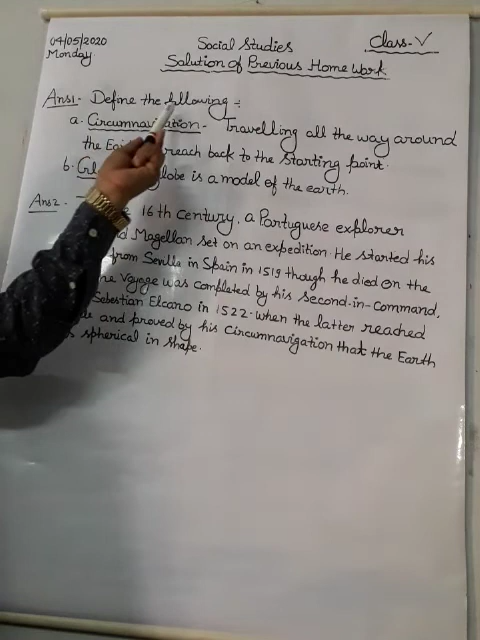 04/05/2020
Monday
Social Studies
Class-V
Solution of Previous Home Work
Ans1- Define the following :-
a. Circumnavigation - Travelling all the way around
the reach back to the starting point.
b. globe is a model of the earth.
Ans2. 16th century, a Portuguese explorer
Magellan set on an expedition. He started his
from Seville in Spain in 1519 though he died on the
Voyage was completed by his second-in-command,
Sebestian Elcano in 1522. when the latter reached
and proved by his circumnavigation that the Earth
spherical in shape.